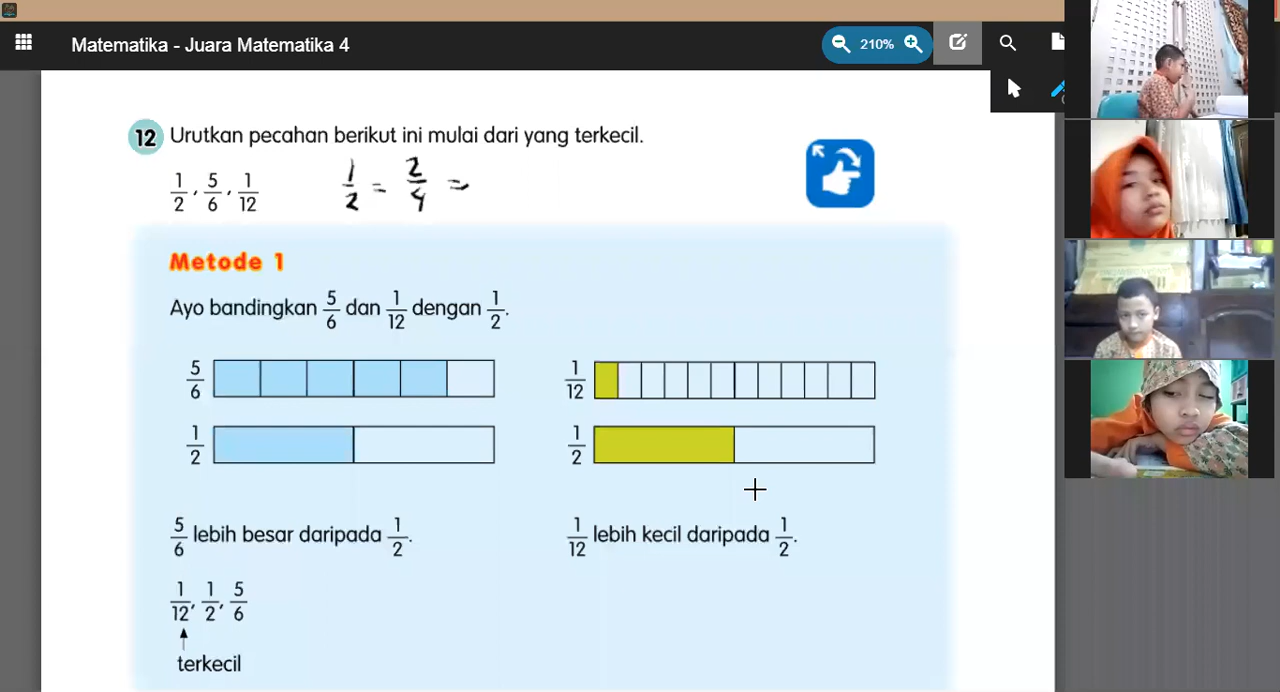 Matematika - Juara Matematika 4
210%
12 Urutkan pecahan berikut ini mulai dari yang terkecil.
1/2, 5/6, 1/12
1/2 = 2/4 =
Metode 1
Ayo bandingkan 5/6 dan 1/12 dengan 1/2.
5/6
1/12
1/2
1/2
5/6 lebih besar daripada 1/2.
1/12 lebih kecil daripada 1/2.
1/12, 1/2, 5/6
terkecil